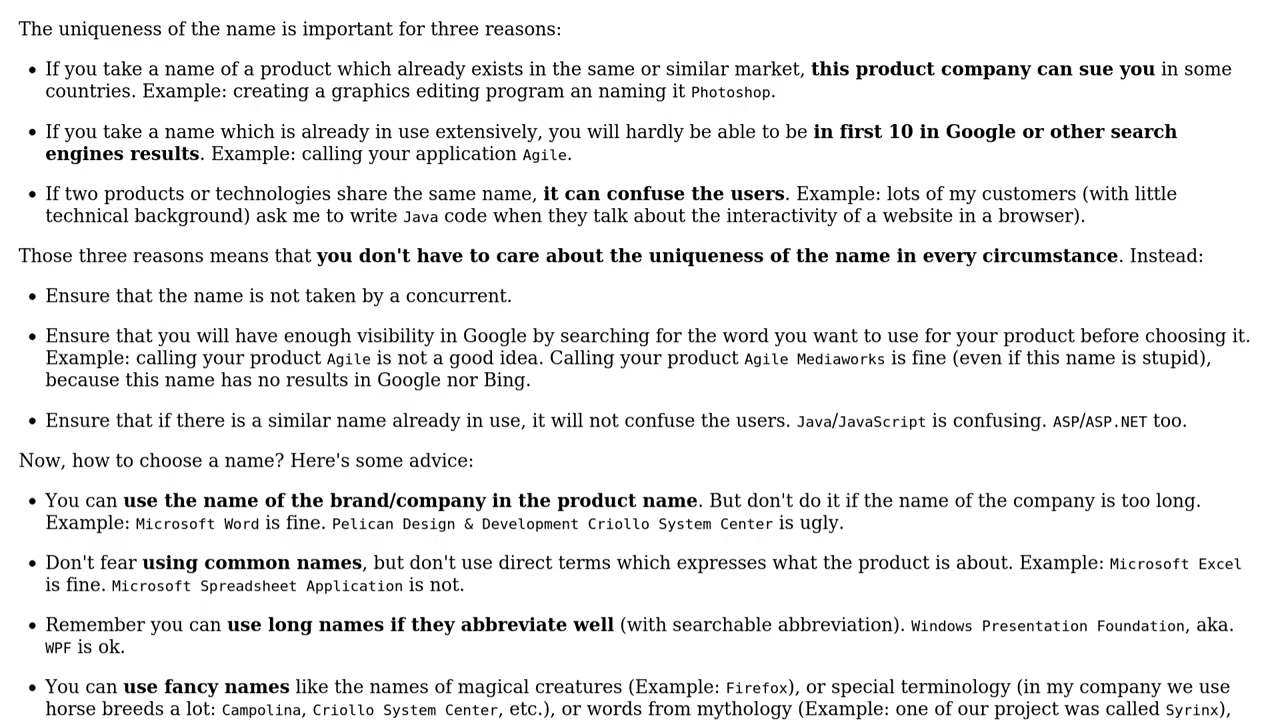 The uniqueness of the name is important for three reasons:
• If you take a name of a product which already exists in the same or similar market, this product company can sue you in some
countries. Example: creating a graphics editing program an naming it Photoshop.
• If you take a name which is already in use extensively, you will hardly be able to be in first 10 in Google or other search
engines results. Example: calling your application Agile.
• If two products or technologies share the same name, it can confuse the users. Example: lots of my customers (with little
technical background) ask me to write Java code when they talk about the interactivity of a website in a browser).
Those three reasons means that you don't have to care about the uniqueness of the name in every circumstance. Instead:
• Ensure that the name is not taken by a concurrent.
• Ensure that you will have enough visibility in Google by searching for the word you want to use for your product before choosing it.
Example: calling your product Agile is not a good idea. Calling your product Agile Mediaworks is fine (even if this name is stupid),
because this name has no results in Google nor Bing.
• Ensure that if there is a similar name already in use, it will not confuse the users. Java/JavaScript is confusing. ASP/ASP.NET too.
Now, how to choose a name? Here's some advice:
• You can use the name of the brand/company in the product name. But don't do it if the name of the company is too long.
Example: Microsoft Word is fine. Pelican Design & Development Criollo System Center is ugly.
• Don't fear using common names, but don't use direct terms which expresses what the product is about. Example: Microsoft Excel
is fine. Microsoft Spreadsheet Application is not.
• Remember you can use long names if they abbreviate well (with searchable abbreviation). Windows Presentation Foundation, aka.
WPF is ok.
• You can use fancy names like the names of magical creatures (Example: Firefox), or special terminology (in my company we use
horse breeds a lot: Campolina, Criollo System Center, etc.), or words from mythology (Example: one of our project was called Syrinx),